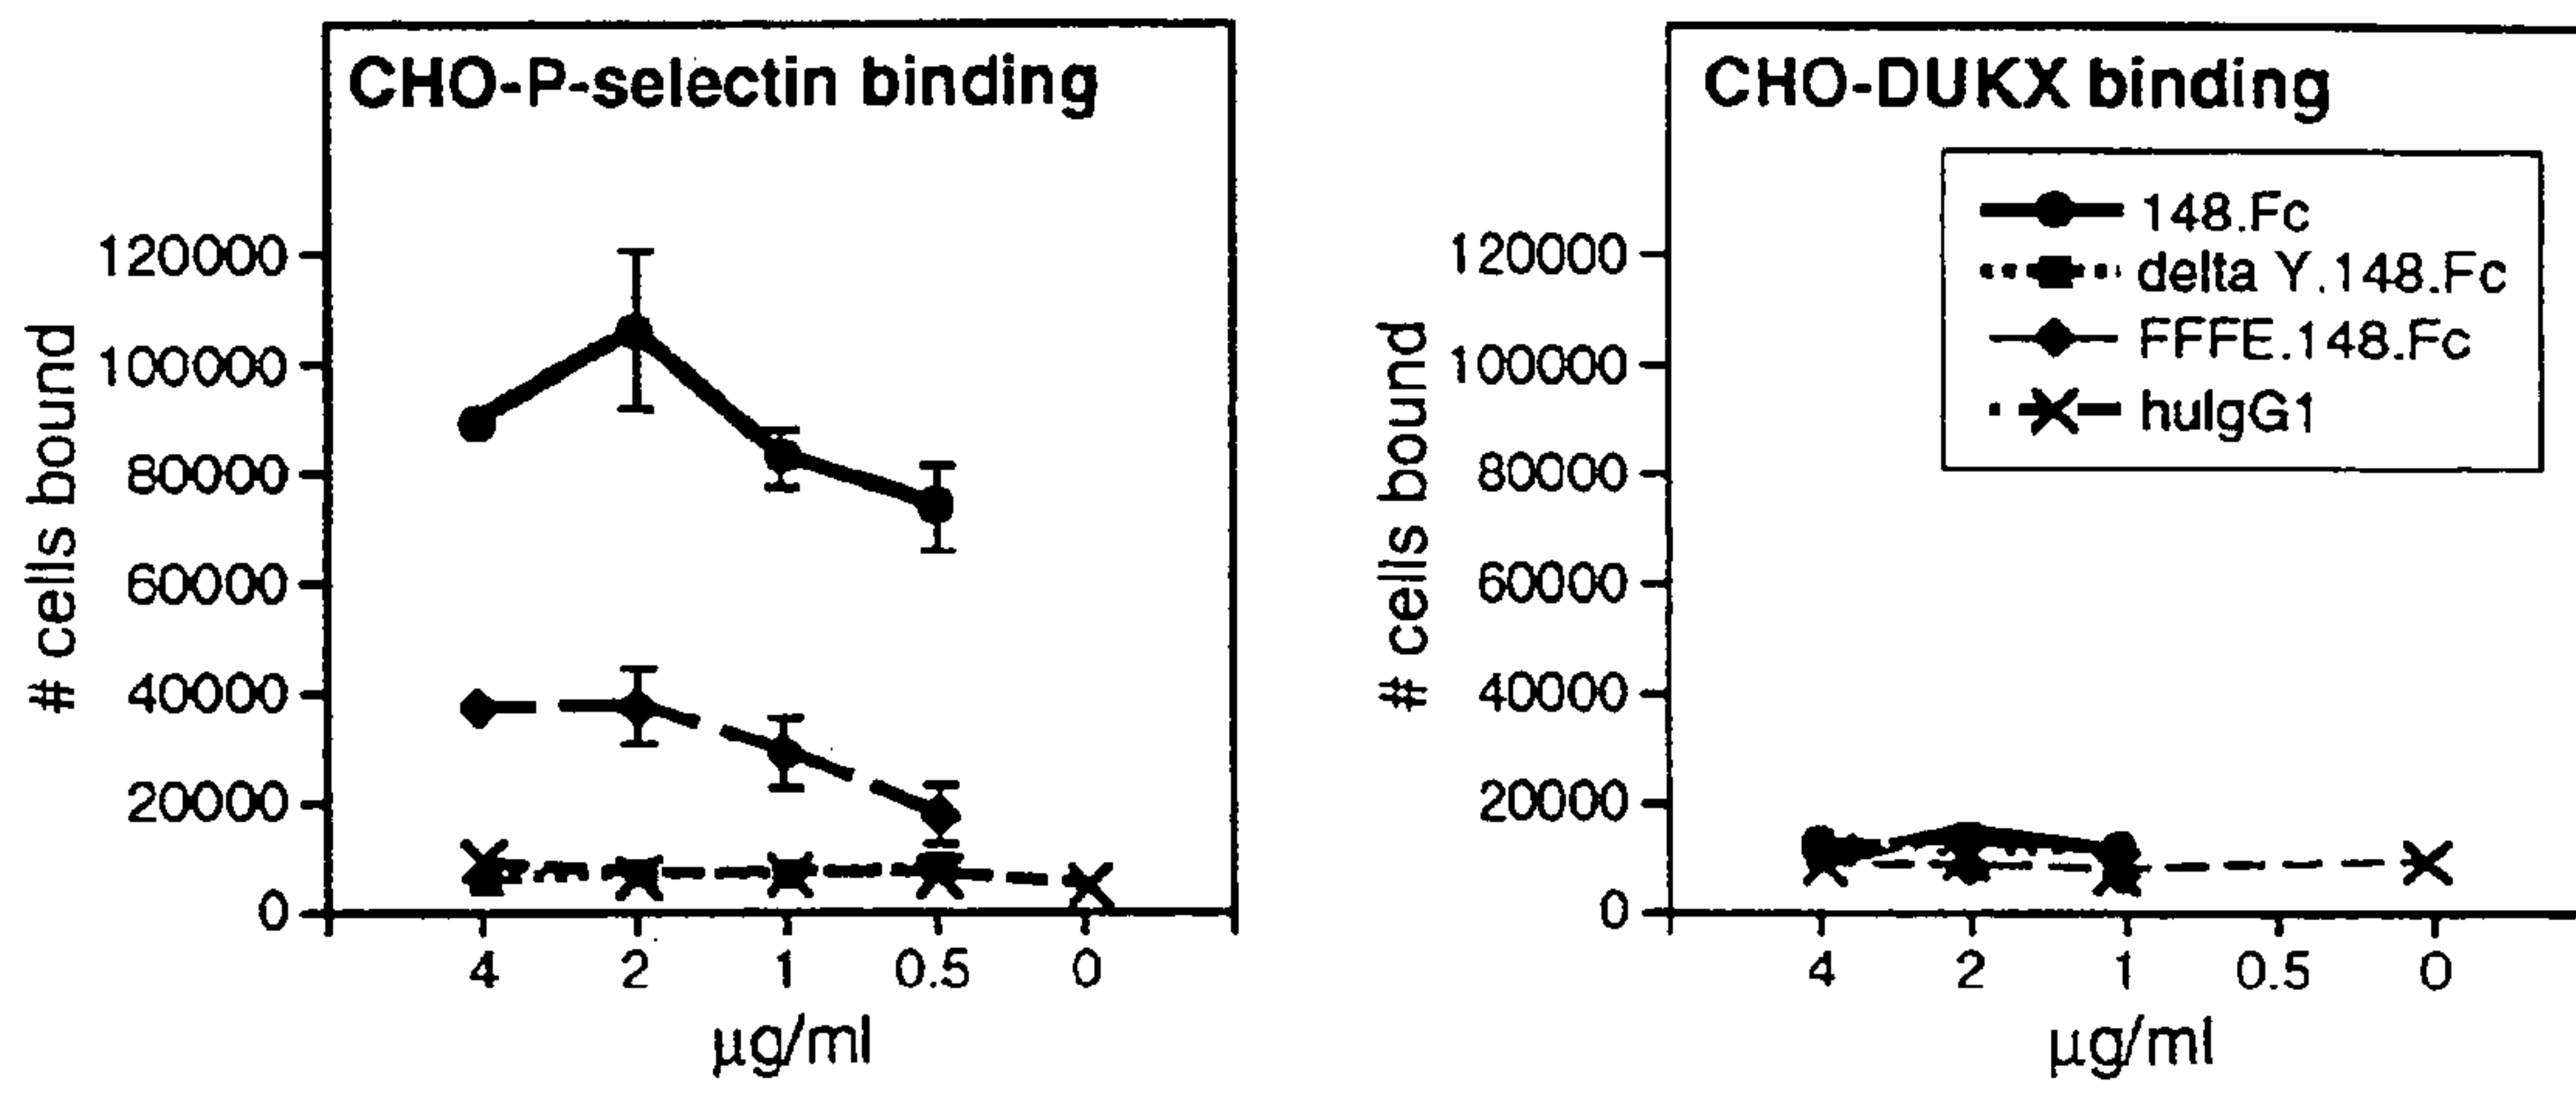 CHO-P-selectin binding
# cells bound
120000
100000
80000
60000
40000
20000
0
4 2 1 0.5 0
µg/ml
CHO-DUKX binding
148.Fc
delta Y.148.Fc
FFFE.148.Fc
huIgG1
# cells bound
120000
100000
80000
60000
40000
20000
0
4 2 1 0.5 0
µg/ml